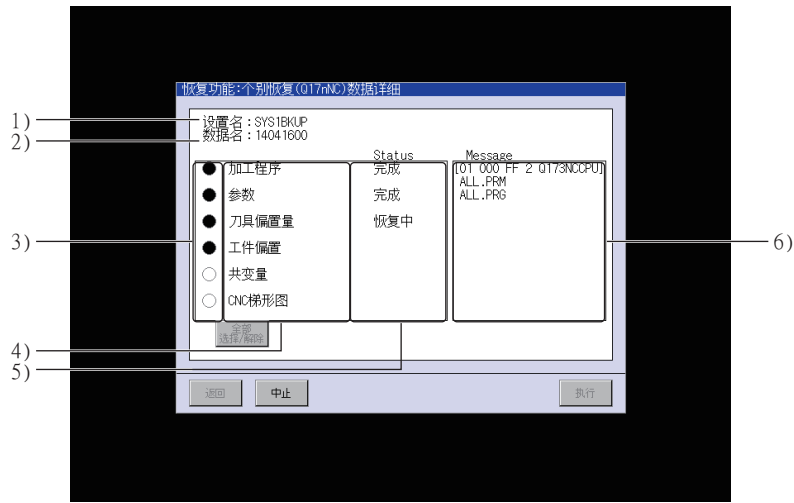 恢复功能:个别恢复(Q17nNC)数据详细
1) 设置名:SYS1BKUP
2) 数据名:14041600
Status Message
加工程序 完成 [01 000 FF 2 Q173NCCPU]
ALL.PRM
参数 完成 ALL.PRG
刀具偏置量 恢复中
3) 工件偏置 6)
共变量
CNC梯形图
全部
选择/解除
4)
5)
返回 中止 执行